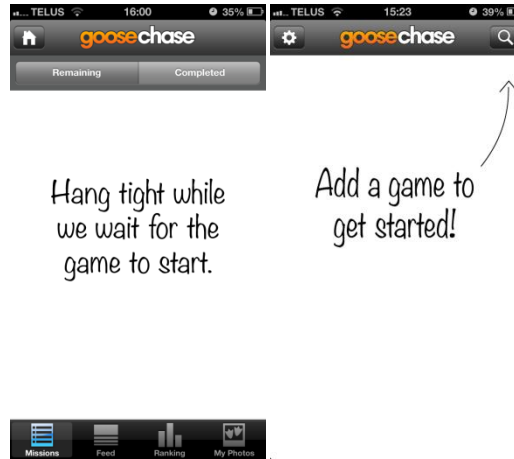 TELUS 16:00 35%
goosechase
Remaining Completed
Hang tight while
we wait for the
game to start.
Missions Feed Ranking My Photos
TELUS 15:23 39%
goosechase
Add a game to
get started!